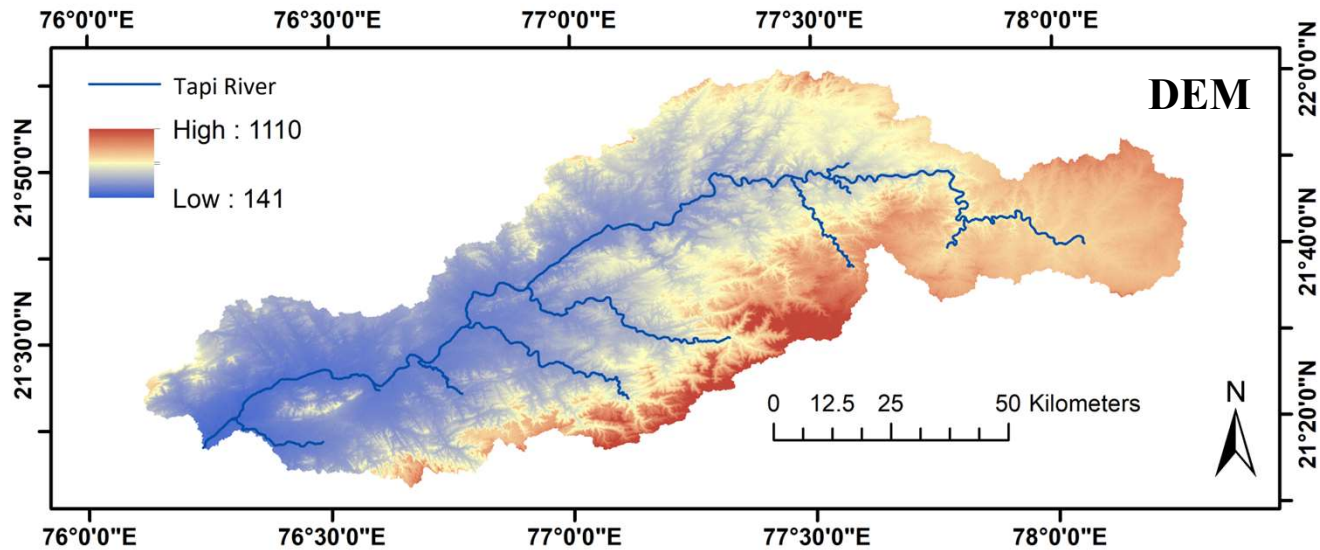 76°0'0"E 76°30'0"E 77°0'0"E 77°30'0"E 78°0'0"E
Tapi River
High : 1110
Low : 141
DEM
21°50'0"N
21°30'0"N
22°0'0"N
21°40'0"N
21°20'0"N
0 12.5 25 50 Kilometers
N
76°0'0"E 76°30'0"E 77°0'0"E 77°30'0"E 78°0'0"E